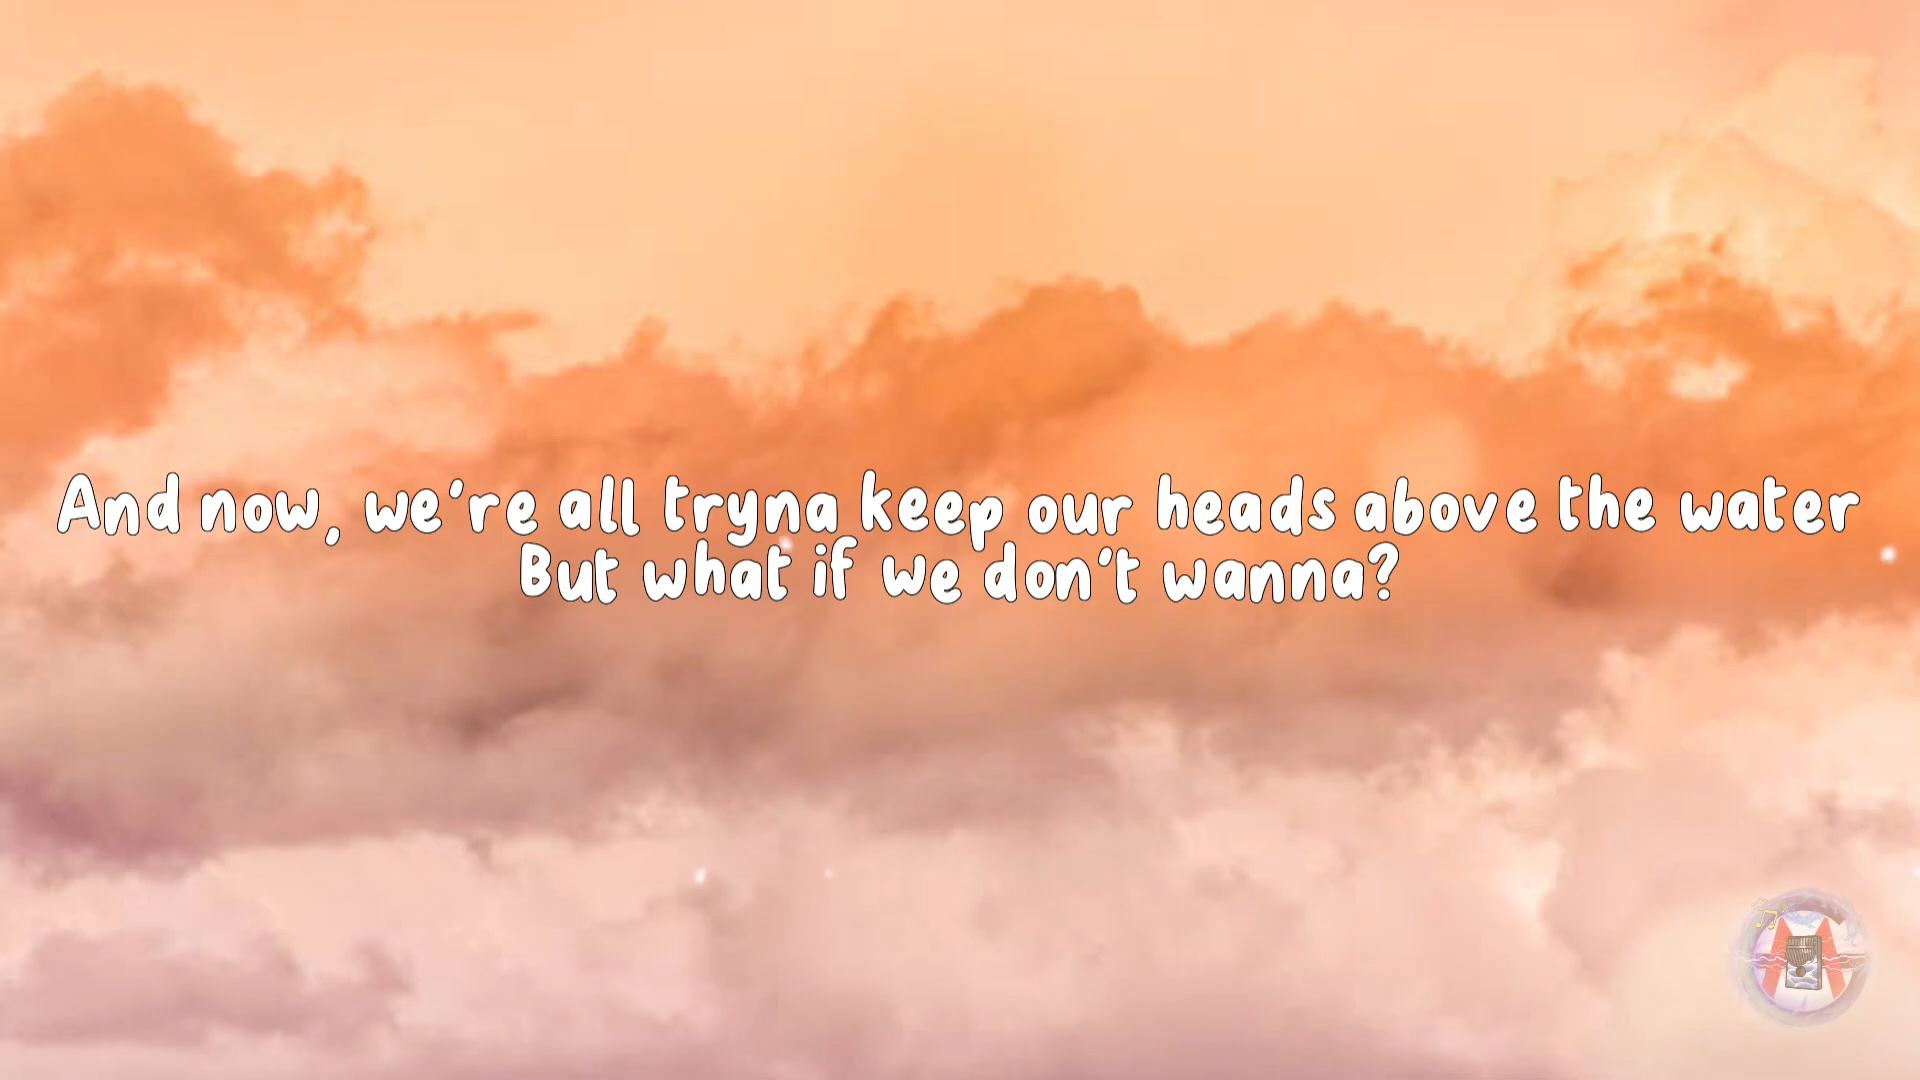 And now, we're all tryna keep our heads above the water
But what if we don't wanna?